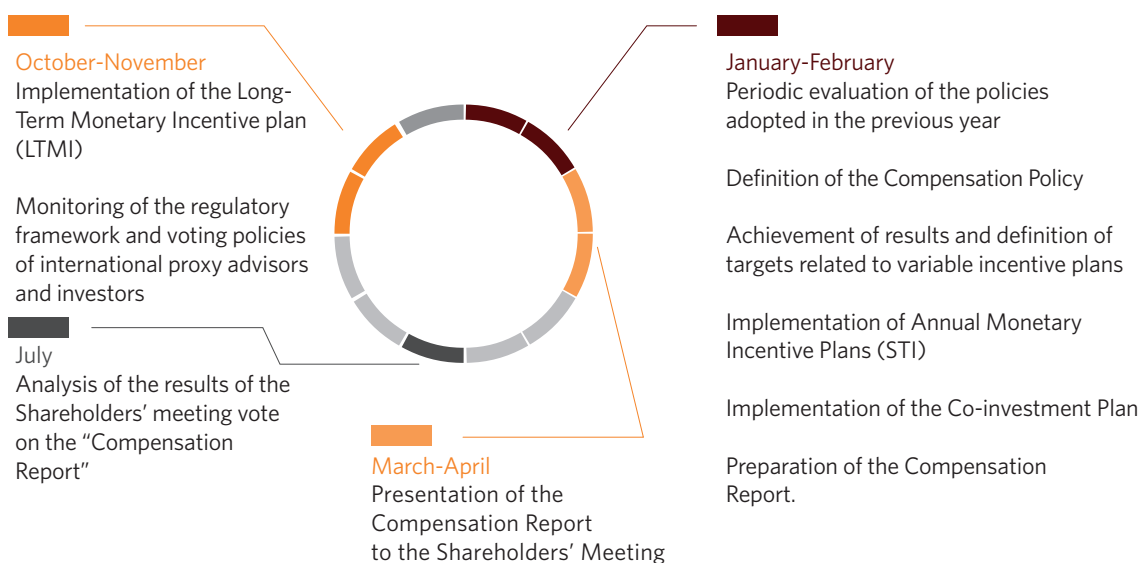 October-November
Implementation of the Long-
Term Monetary Incentive plan
(LTMI)
Monitoring of the regulatory
framework and voting policies
of international proxy advisors
and investors
July
Analysis of the results of the
Shareholders’ meeting vote
on the “Compensation
Report”
March-April
Presentation of the
Compensation Report
to the Shareholders’ Meeting
January-February
Periodic evaluation of the policies
adopted in the previous year
Definition of the Compensation Policy
Achievement of results and definition of
targets related to variable incentive plans
Implementation of Annual Monetary
Incentive Plans (STI)
Implementation of the Co-investment Plan
Preparation of the Compensation
Report.